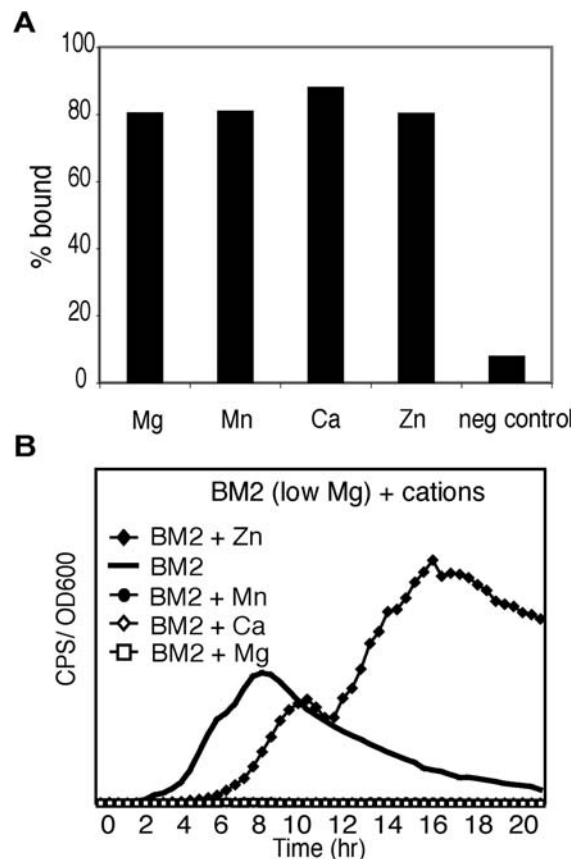 A
% bound
100
80
60
40
20
0
Mg Mn Ca Zn neg control
B
BM2 (low Mg) + cations
BM2 + Zn
BM2
BM2 + Mn
BM2 + Ca
BM2 + Mg
CPS/ OD600
0 2 4 6 8 10 12 14 16 18 20
Time (hr)